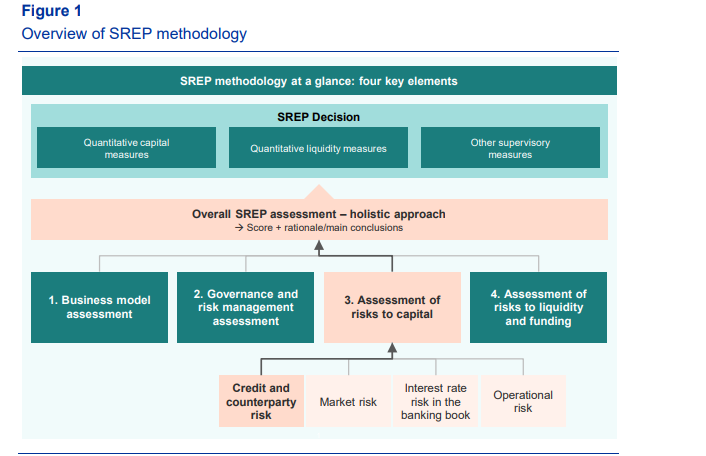 Figure 1
Overview of SREP methodology
SREP methodology at a glance: four key elements
SREP Decision
Quantitative capital
measures
Quantitative liquidity measures
Other supervisory
measures
Overall SREP assessment – holistic approach
→ Score + rationale/main conclusions
1. Business model
assessment
2. Governance and
risk management
assessment
3. Assessment of
risks to capital
4. Assessment of
risks to liquidity
and funding
Credit and
counterparty
risk
Market risk
Interest rate
risk in the
banking book
Operational
risk